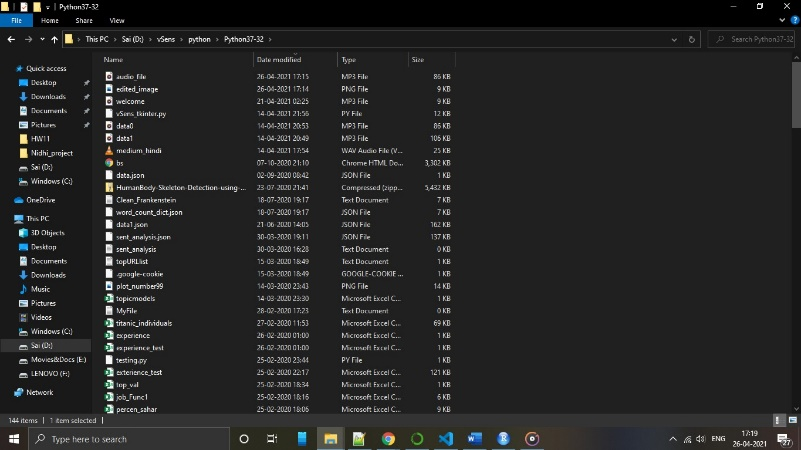 Python37-32
File Home Share View
This PC Sai (D:) vSens python Python37-32 Search Python37-32
Name Date modified Type Size
Quick access
Desktop
Downloads
Documents
Pictures
HW11
Nidhi_project
Sai (D:)
Windows (C:)
OneDrive
This PC
3D Objects
Desktop
Documents
Downloads
Music
Pictures
Videos
Windows (C:)
Sai (D:)
Movies&Docs (E:)
LENOVO (F:)
Network
audio_file 26-04-2021 17:15 MP3 File 86 KB
edited_image 26-04-2021 17:14 PNG File 9 KB
welcome 21-04-2021 02:25 MP3 File 9 KB
vSens_tkinter.py 14-04-2021 21:56 PY File 12 KB
data0 14-04-2021 20:53 MP3 File 86 KB
data1 14-04-2021 20:49 MP3 File 106 KB
medium_hindi 14-04-2021 17:54 WAV Audio File (V... 25 KB
bs 07-10-2020 21:10 Chrome HTML Do... 3,302 KB
data.json 02-09-2020 08:42 JSON File 1 KB
HumanBody-Skeleton-Detection-using-... 23-07-2020 21:41 Compressed (zipp... 5,432 KB
Clean_Frankenstein 18-07-2020 19:17 Text Document 7 KB
word_count_dict.json 18-07-2020 19:17 JSON File 7 KB
data1.json 21-06-2020 14:05 JSON File 162 KB
sent_analysis.json 30-03-2020 19:11 JSON File 137 KB
sent_analysis 30-03-2020 16:28 Text Document 0 KB
topURLlist 15-03-2020 18:49 Text Document 1 KB
.google-cookie 15-03-2020 18:49 GOOGLE-COOKIE ... 1 KB
plot_number99 14-03-2020 23:43 PNG File 14 KB
topicmodels 14-03-2020 23:30 Microsoft Excel C... 1 KB
MyFile 28-02-2020 17:23 Text Document 0 KB
titanic_individuals 27-02-2020 11:53 Microsoft Excel C... 69 KB
experience 26-02-2020 01:00 Microsoft Excel C... 1 KB
experience_test 26-02-2020 01:00 Microsoft Excel C... 1 KB
testing.py 25-02-2020 23:44 PY File 1 KB
exterience_test 25-02-2020 22:17 Microsoft Excel C... 121 KB
top_val 25-02-2020 18:34 Microsoft Excel C... 1 KB
job_Func1 25-02-2020 18:16 Microsoft Excel C... 6 KB
percen_sahar 25-02-2020 18:06 Microsoft Excel C... 9 KB
144 items 1 item selected
Type here to search ENG 17:19
26-04-2021 27